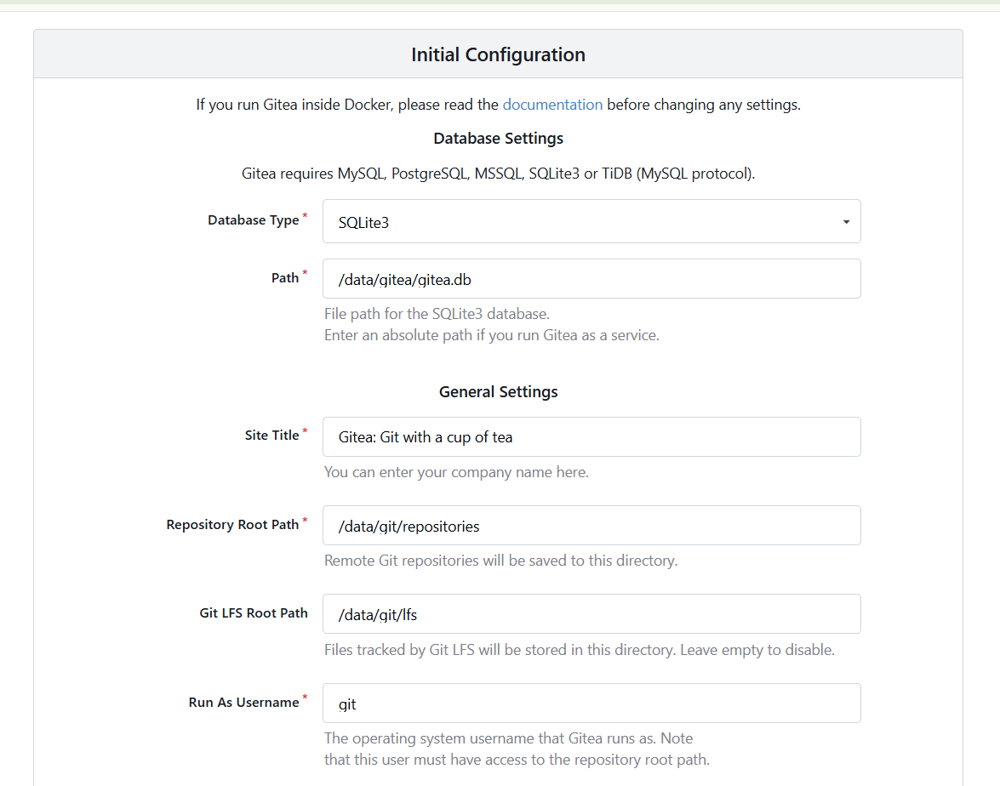 Initial Configuration
If you run Gitea inside Docker, please read the documentation before changing any settings.
Database Settings
Gitea requires MySQL, PostgreSQL, MSSQL, SQLite3 or TiDB (MySQL protocol).
Database Type *
SQLite3
Path *
/data/gitea/gitea.db
File path for the SQLite3 database.
Enter an absolute path if you run Gitea as a service.
General Settings
Site Title *
Gitea: Git with a cup of tea
You can enter your company name here.
Repository Root Path *
/data/git/repositories
Remote Git repositories will be saved to this directory.
Git LFS Root Path
/data/git/lfs
Files tracked by Git LFS will be stored in this directory. Leave empty to disable.
Run As Username *
git
The operating system username that Gitea runs as. Note
that this user must have access to the repository root path.